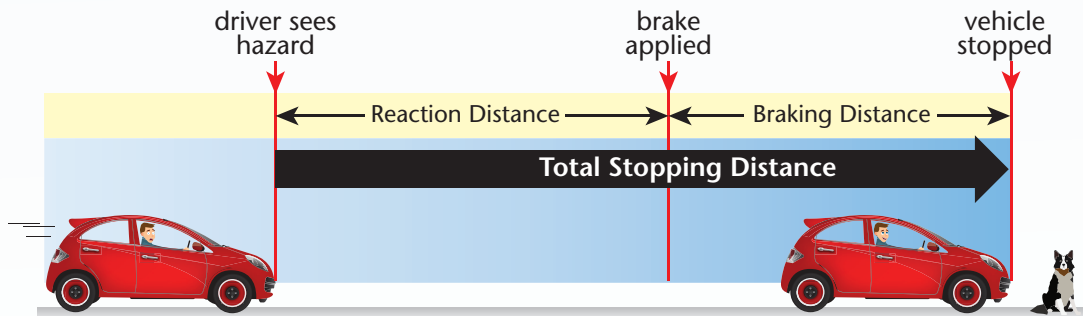 driver sees
hazard
brake
applied
vehicle
stopped
Reaction Distance
Braking Distance
Total Stopping Distance